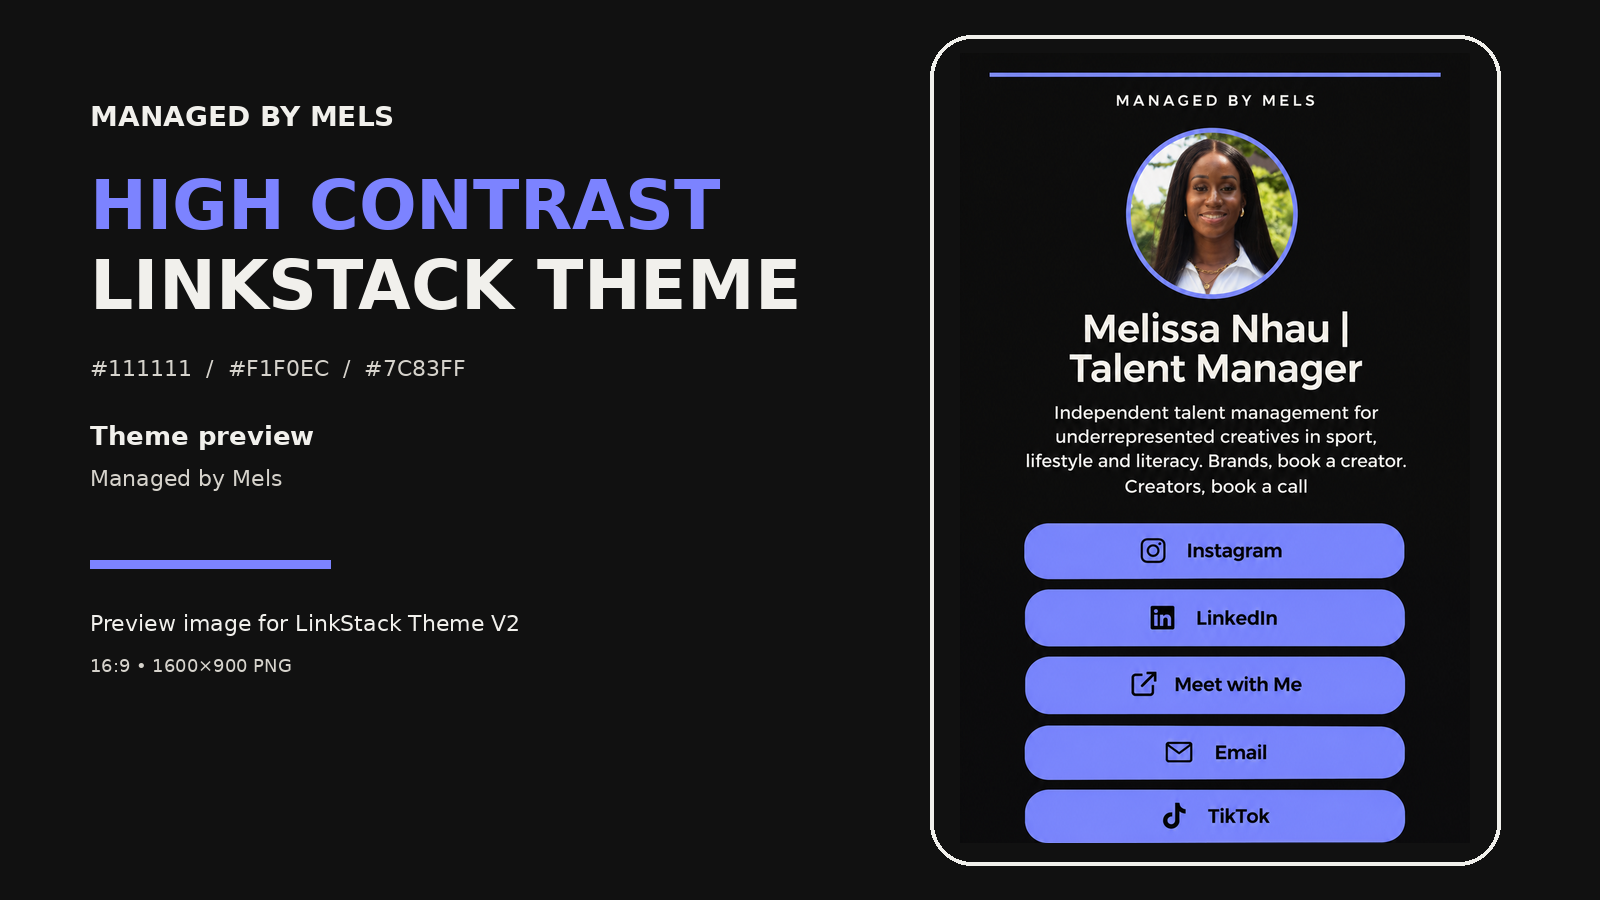 MANAGED BY MELS
HIGH CONTRAST
LINKSTACK THEME
#111111 / #F1F0EC / #7C83FF
Theme preview
Managed by Mels
Preview image for LinkStack Theme V2
16:9 • 1600×900 PNG
MANAGED BY MELS
Melissa Nhau |
Talent Manager
Independent talent management for
underrepresented creatives in sport,
lifestyle and literacy. Brands, book a creator.
Creators, book a call
Instagram
LinkedIn
Meet with Me
Email
TikTok